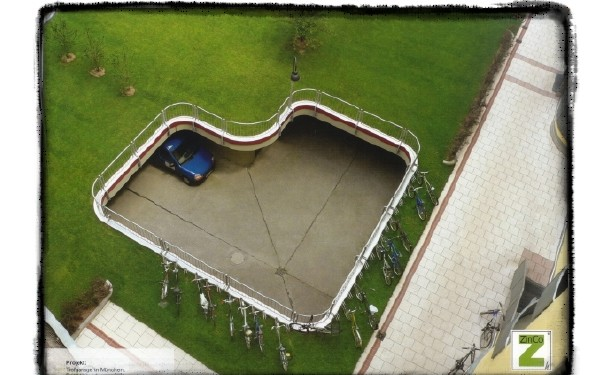 Projekt:
Tiefgarage in München,
ZinCo
Z